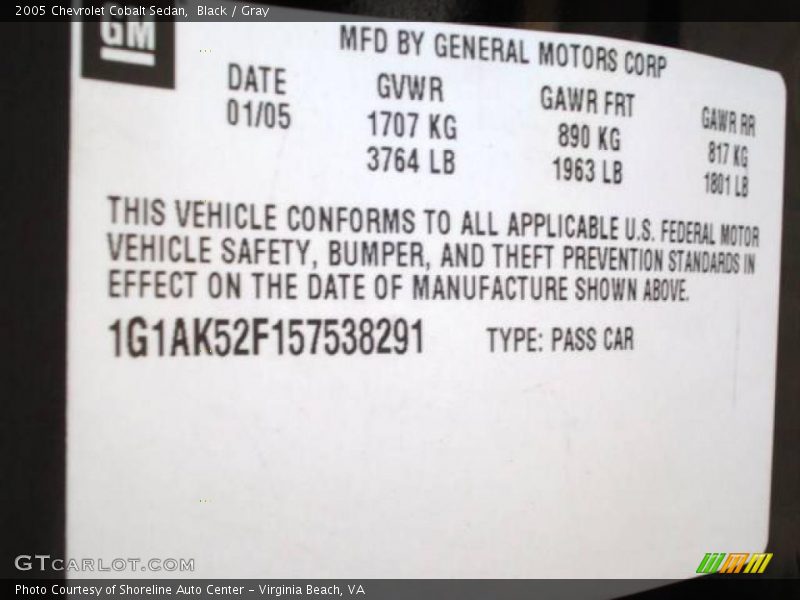 2005 Chevrolet Cobalt Sedan, Black / Gray
GM
MFD BY GENERAL MOTORS CORP
DATE GVWR GAWR FRT GAWR RR
01/05 1707 KG 890 KG 817 KG
3764 LB 1963 LB 1801 LB
THIS VEHICLE CONFORMS TO ALL APPLICABLE U.S. FEDERAL MOTOR
VEHICLE SAFETY, BUMPER, AND THEFT PREVENTION STANDARDS IN
EFFECT ON THE DATE OF MANUFACTURE SHOWN ABOVE.
1G1AK52F157538291 TYPE: PASS CAR
GTCARLOT.COM
Photo Courtesy of Shoreline Auto Center - Virginia Beach, VA